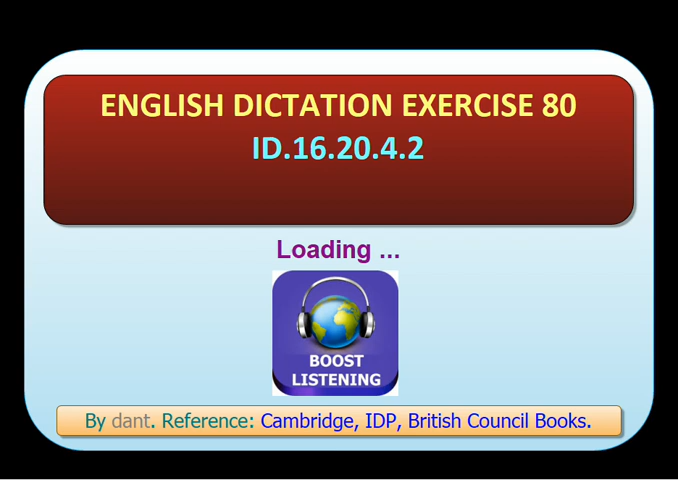 ENGLISH DICTATION EXERCISE 80
ID.16.20.4.2
Loading ...
BOOST
LISTENING
By dant. Reference: Cambridge, IDP, British Council Books.